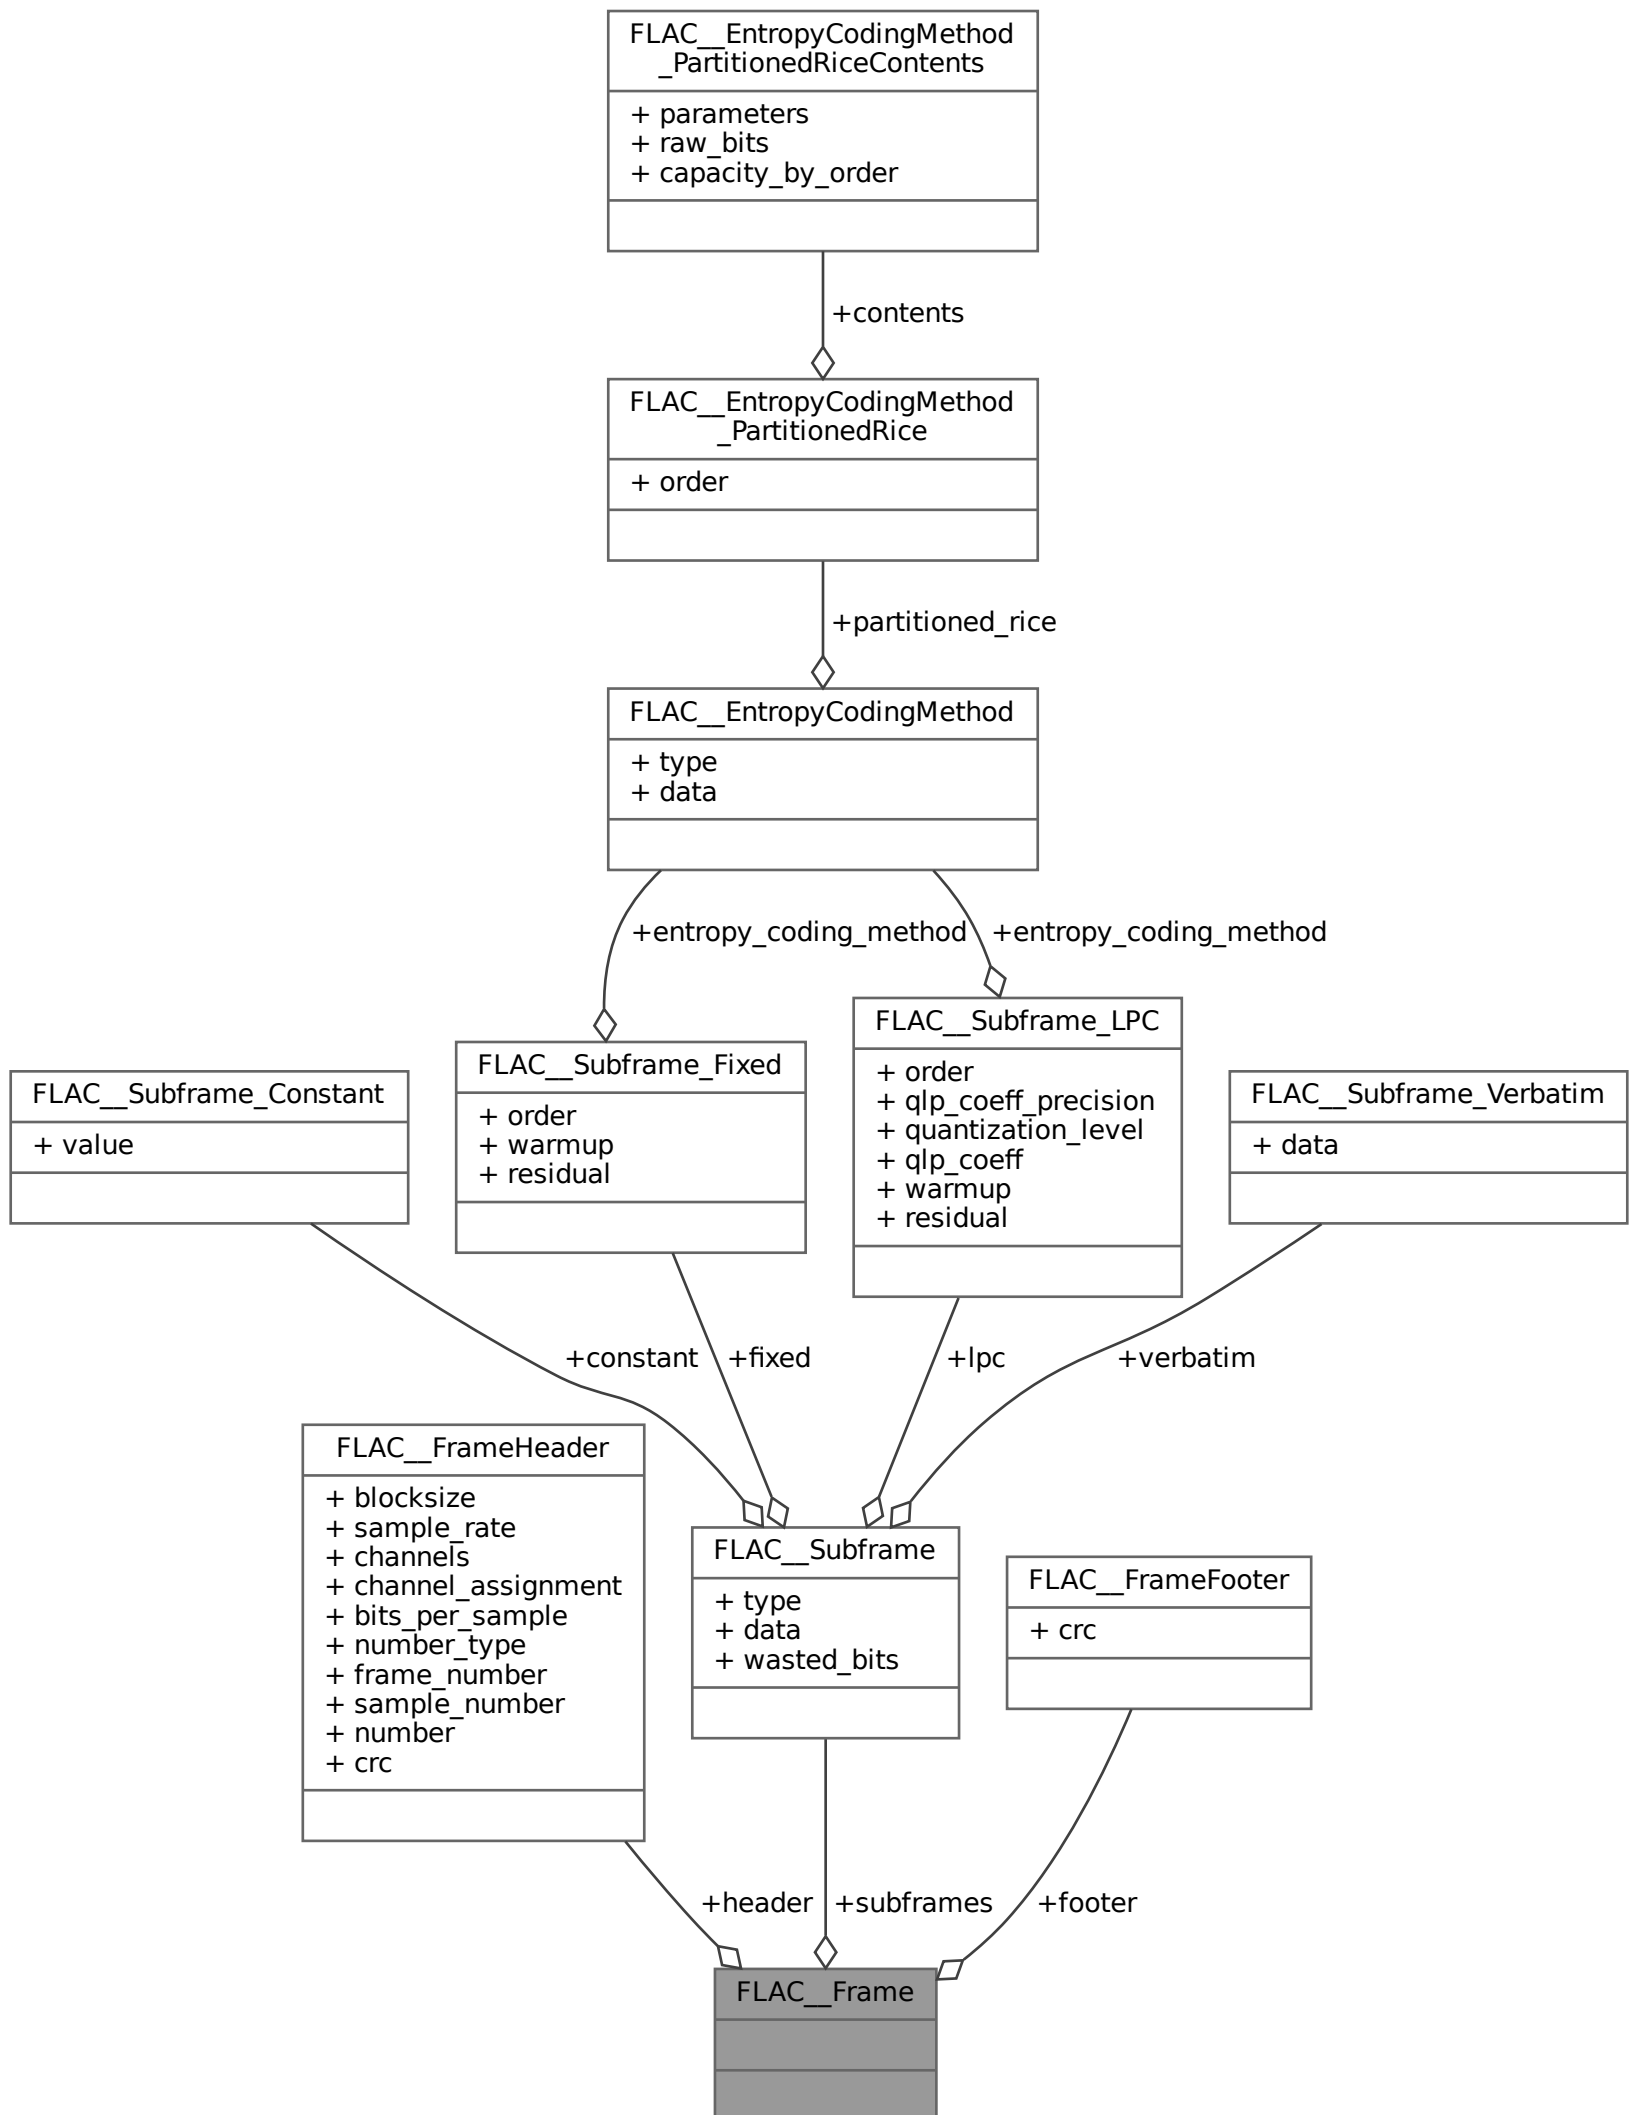 FLAC__EntropyCodingMethod
_PartitionedRiceContents
+ parameters
+ raw_bits
+ capacity_by_order
+contents
FLAC__EntropyCodingMethod
_PartitionedRice
+ order
+partitioned_rice
FLAC__EntropyCodingMethod
+ type
+ data
+entropy_coding_method
+entropy_coding_method
FLAC__Subframe_Constant
+ value
FLAC__Subframe_Fixed
+ order
+ warmup
+ residual
FLAC__Subframe_LPC
+ order
+ qlp_coeff_precision
+ quantization_level
+ qlp_coeff
+ warmup
+ residual
FLAC__Subframe_Verbatim
+ data
+constant
+fixed
+lpc
+verbatim
FLAC__FrameHeader
+ blocksize
+ sample_rate
+ channels
+ channel_assignment
+ bits_per_sample
+ number_type
+ frame_number
+ sample_number
+ number
+ crc
FLAC__Subframe
+ type
+ data
+ wasted_bits
FLAC__FrameFooter
+ crc
+header
+subframes
+footer
FLAC__Frame